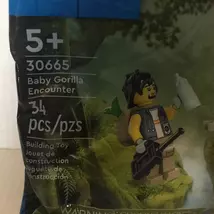 5+
30665
Baby Gorilla
Encounter
34
pcs/pzs
Building Toy
Jouet de
construction
Juguete de
construcción